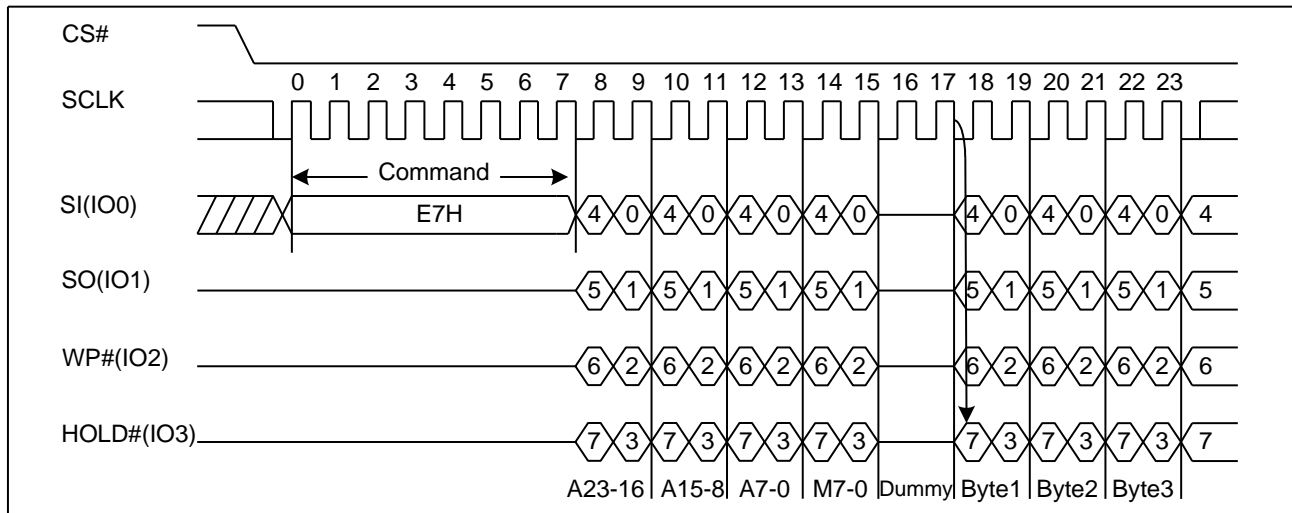 CS#
0 1 2 3 4 5 6 7 8 9 10 11 12 13 14 15 16 17 18 19 20 21 22 23
SCLK
Command
SI(IO0) E7H 4 0 4 0 4 0 4 0 4 0 4 0 4 0 4
SO(IO1) 5 1 5 1 5 1 5 1 5 1 5 1 5 1 5
WP#(IO2) 6 2 6 2 6 2 6 2 6 2 6 2 6 2 6
HOLD#(IO3) 7 3 7 3 7 3 7 3 7 3 7 3 7 3 7
A23-16 A15-8 A7-0 M7-0 Dummy Byte1 Byte2 Byte3